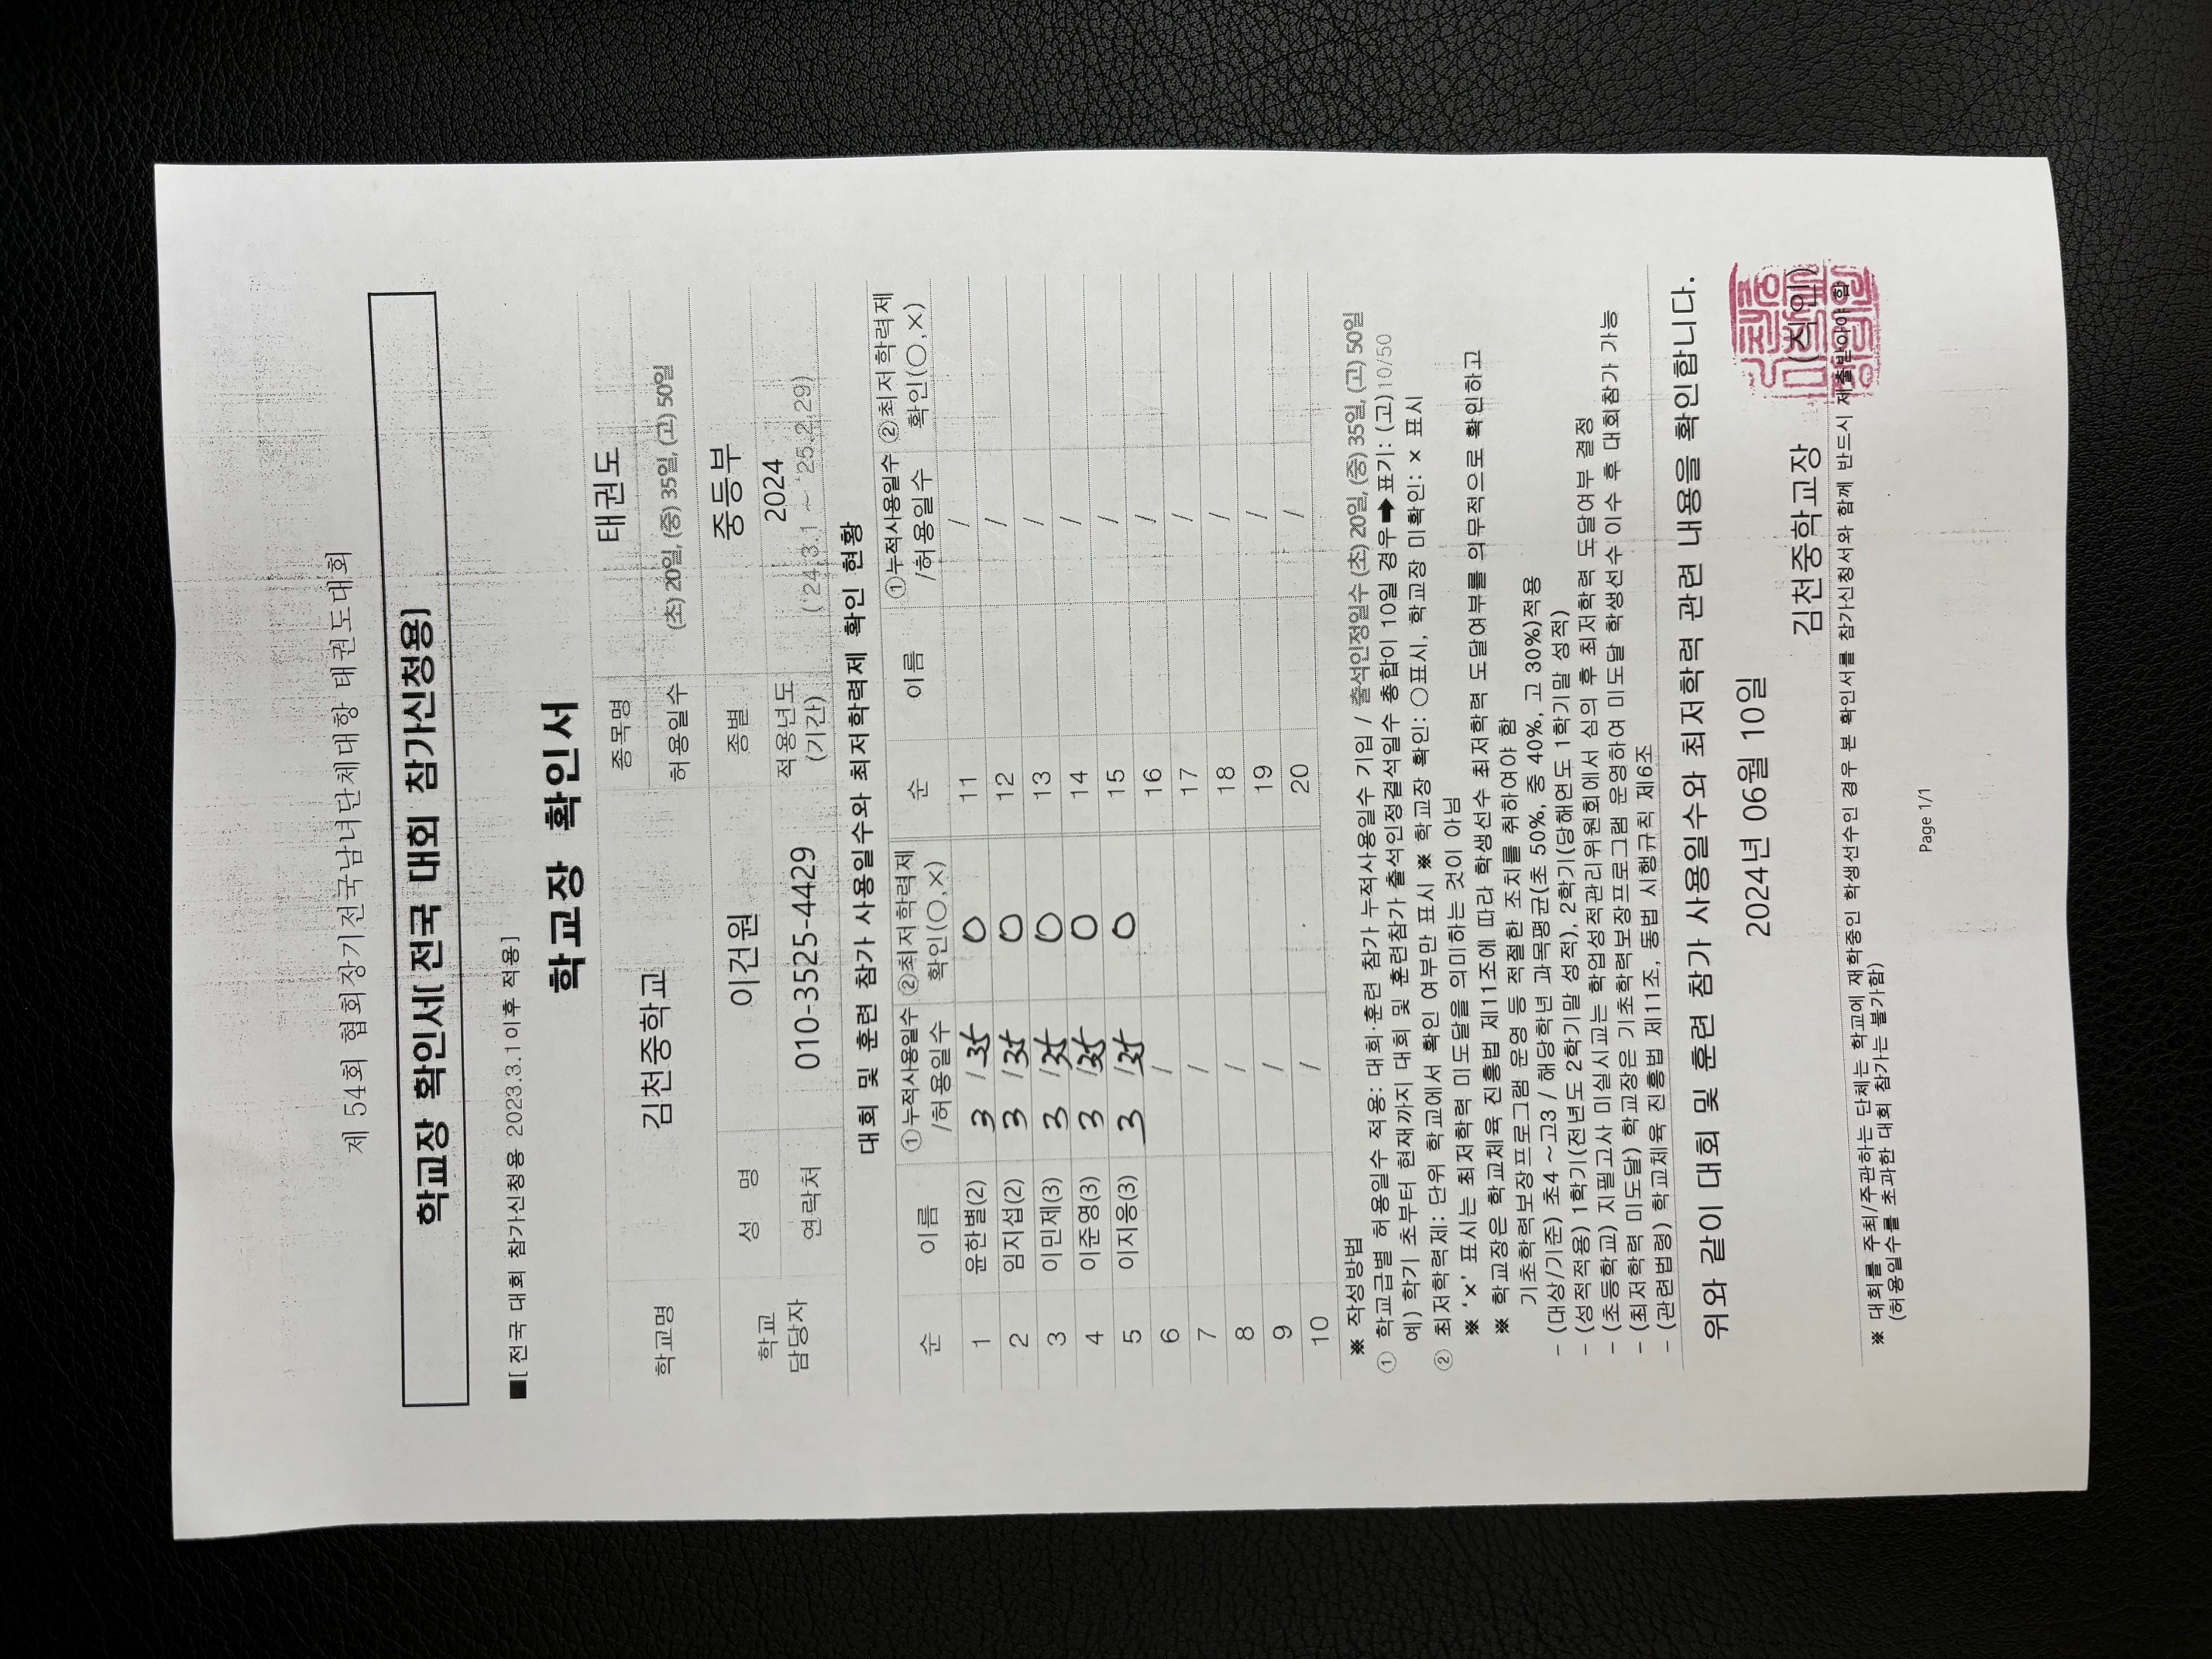 제 54회 협회장기전국남녀단체대항 태권도대회
학교장 확인서[전국 대회 참가신청용]
■[전국 대회 참가신청용 2023.3.1이후 적용]
학교장 확인서
학교명 김천중학교 종목명 태권도
허용일수 (초) 20일, (중) 35일, (고) 50일
학교 담당자 성 명 이건원 종별 중등부
연락처 010-3525-4429 적용년도 (기간) 2024 ('24.3.1 ~ '25.2.29)
대회 및 훈련 참가 사용일수와 최저학력제 확인 현황
순 이름 ①누적사용일수 /허용일수 ②최저학력제 확인(○,×) 순 이름 ①누적사용일수 /허용일수 ②최저학력제 확인(○,×)
1 윤한별(2) 3 / 35 ○ 11 /
2 임지섭(2) 3 / 35 ○ 12 /
3 이민제(3) 3 / 35 ○ 13 /
4 이준영(3) 3 / 35 ○ 14 /
5 이지웅(3) 3 / 35 ○ 15 /
6 / 16 /
7 / 17 /
8 / 18 /
9 / 19 /
10 / 20 /
※ 작성방법
① 학교급별 허용일수 적용: 대회·훈련 참가 누적사용일수 기입 / 출석인정일수 (초) 20일, (중) 35일, (고) 50일
예) 학기 초부터 현재까지 대회 및 훈련참가 출석인정결석일수 총합이 10일 경우➡표기: (고)10/50
② 최저학력제: 단위 학교에서 확인 여부만 표시 ※ 학교장 확인: ○표시, 학교장 미확인: × 표시
※ '×' 표시는 최저학력 미도달을 의미하는 것이 아님
※ 학교장은 학교체육 진흥법 제11조에 따라 학생선수 최저학력 도달여부를 의무적으로 확인하고
기초학력보장프로그램 운영 등 적절한 조치를 취하여야 함
- (대상/기준) 초4 ~고3 / 해당학년 과목평균(초 50%, 중 40%, 고 30%)적용
- (성적적용) 1학기(전년도 2학기말 성적), 2학기(당해연도 1학기말 성적)
- (초등학교) 지필고사 미실시교는 학업성적관리위원회에서 심의 후 최저학력 도달여부 결정
- (최저학력 미도달) 학교장은 기초학력보장프로그램 운영하여 미도달 학생선수 이수 후 대회참가 가능
- (관련법령) 학교체육 진흥법 제11조, 동법 시행규칙 제6조
위와 같이 대회 및 훈련 참가 사용일수와 최저학력 관련 내용을 확인합니다.
2024년 06월 10일
김천중학교장 (직인)
※ 대회를 주최/주관하는 단체는 학교에 재학중인 학생선수인 경우 본 확인서를 참가신청서와 함께 반드시 제출받아야 함
(허용일수를 초과한 대회 참가는 불가함)
Page 1/1